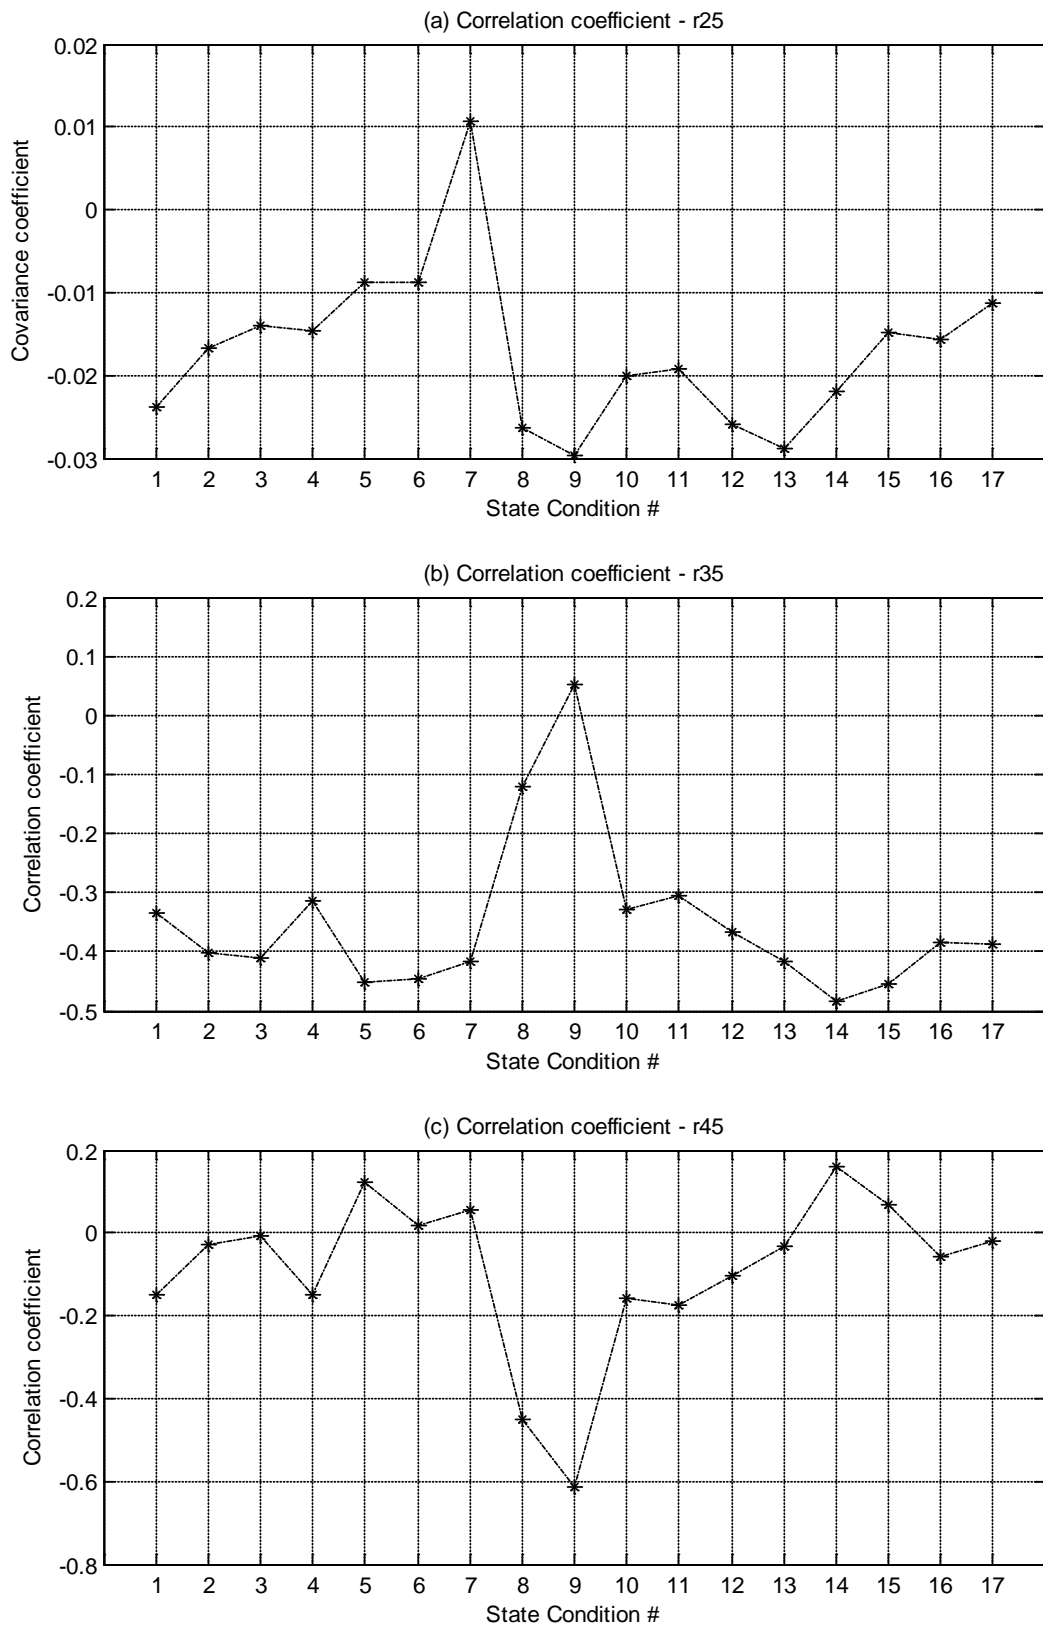 (a) Correlation coefficient - r25
0.02
0.01
0
-0.01
-0.02
-0.03
Covariance coefficient
1 2 3 4 5 6 7 8 9 10 11 12 13 14 15 16 17
State Condition #
(b) Correlation coefficient - r35
0.2
0.1
0
-0.1
-0.2
-0.3
-0.4
-0.5
Correlation coefficient
1 2 3 4 5 6 7 8 9 10 11 12 13 14 15 16 17
State Condition #
(c) Correlation coefficient - r45
0.2
0
-0.2
-0.4
-0.6
-0.8
Correlation coefficient
1 2 3 4 5 6 7 8 9 10 11 12 13 14 15 16 17
State Condition #